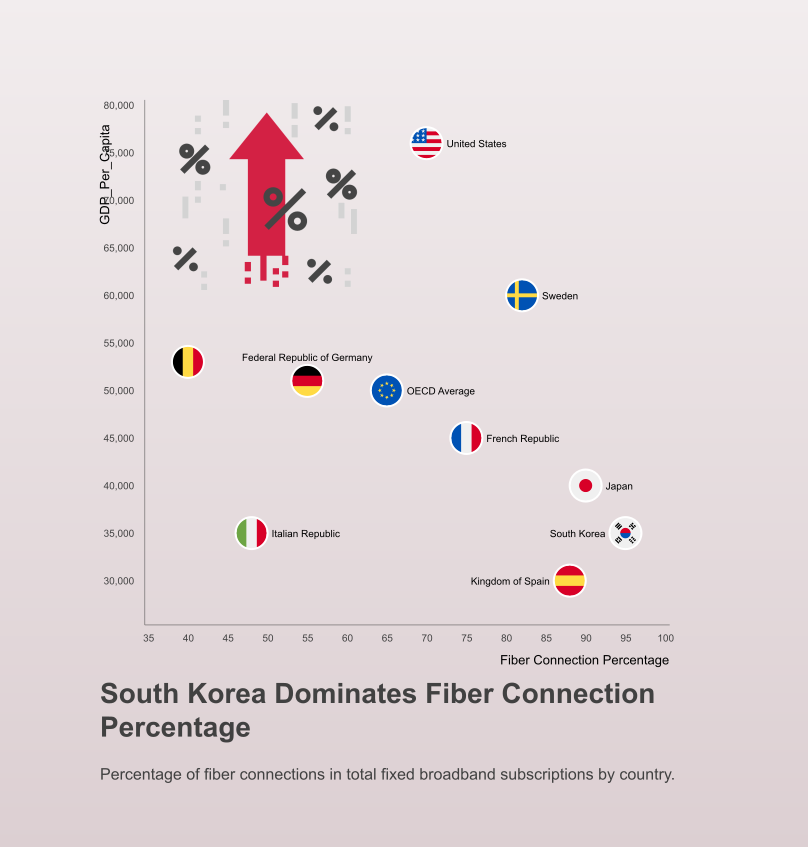 80,000
75,000
70,000
65,000
60,000
55,000
50,000
45,000
40,000
35,000
30,000
GDP_Per_Capita
United States
Sweden
Federal Republic of Germany
OECD Average
French Republic
Japan
Italian Republic
South Korea
Kingdom of Spain
35 40 45 50 55 60 65 70 75 80 85 90 95 100
Fiber Connection Percentage
South Korea Dominates Fiber Connection
Percentage
Percentage of fiber connections in total fixed broadband subscriptions by country.